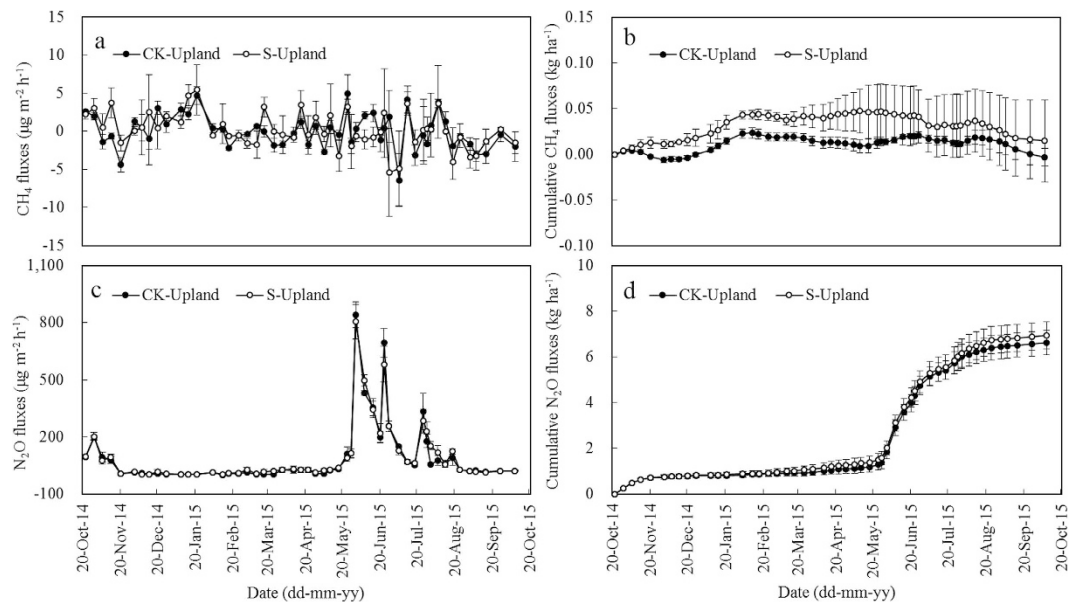 a
CK-Upland S-Upland
CH4 fluxes (µg m-2 h-1)
15
10
5
0
-5
-10
-15
b
CK-Upland S-Upland
Cumulative CH4 fluxes (kg ha-1)
0.15
0.10
0.05
0.00
-0.05
-0.10
c
CK-Upland S-Upland
N2O fluxes (µg m-2 h-1)
1,100
800
500
200
-100
20-Oct-14
20-Nov-14
20-Dec-14
20-Jan-15
20-Feb-15
20-Mar-15
20-Apr-15
20-May-15
20-Jun-15
20-Jul-15
20-Aug-15
20-Sep-15
20-Oct-15
Date (dd-mm-yy)
d
CK-Upland S-Upland
Cumulative N2O fluxes (kg ha-1)
10
8
6
4
2
0
20-Oct-14
20-Nov-14
20-Dec-14
20-Jan-15
20-Feb-15
20-Mar-15
20-Apr-15
20-May-15
20-Jun-15
20-Jul-15
20-Aug-15
20-Sep-15
20-Oct-15
Date (dd-mm-yy)